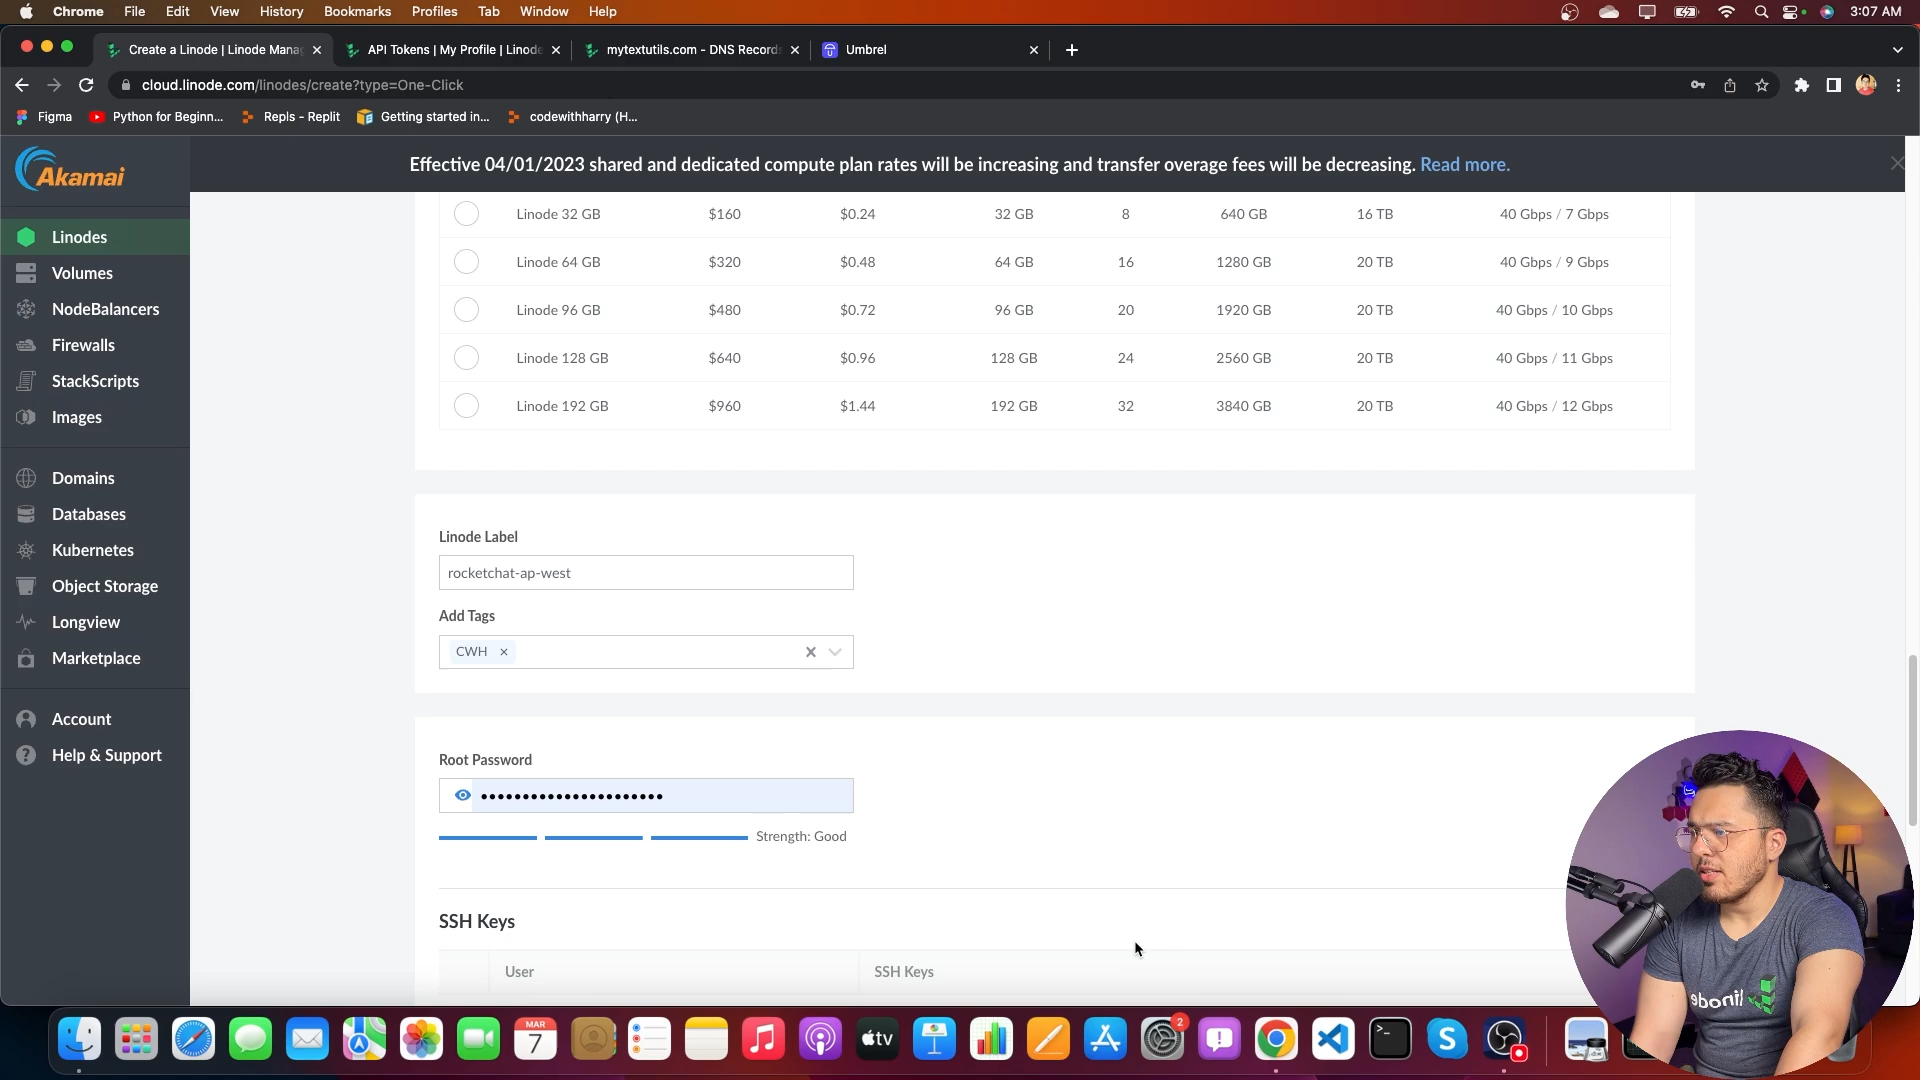 Chrome File Edit View History Bookmarks Profiles Tab Window Help 3:07 AM
Create a Linode | Linode Mana API Tokens | My Profile | Linode mytextutils.com - DNS Records Umbrel
cloud.linode.com/linodes/create?type=One-Click
Figma Python for Beginn... Repls - Replit Getting started in... codewithharry (H...
Akamai
Effective 04/01/2023 shared and dedicated compute plan rates will be increasing and transfer overage fees will be decreasing. Read more.
Linodes
Volumes
NodeBalancers
Firewalls
StackScripts
Images
Domains
Databases
Kubernetes
Object Storage
Longview
Marketplace
Account
Help & Support
Linode 32 GB $160 $0.24 32 GB 8 640 GB 16 TB 40 Gbps / 7 Gbps
Linode 64 GB $320 $0.48 64 GB 16 1280 GB 20 TB 40 Gbps / 9 Gbps
Linode 96 GB $480 $0.72 96 GB 20 1920 GB 20 TB 40 Gbps / 10 Gbps
Linode 128 GB $640 $0.96 128 GB 24 2560 GB 20 TB 40 Gbps / 11 Gbps
Linode 192 GB $960 $1.44 192 GB 32 3840 GB 20 TB 40 Gbps / 12 Gbps
Linode Label
rocketchat-ap-west
Add Tags
CWH
Root Password
Strength: Good
SSH Keys
User SSH Keys
linode
MAR
7
tv
2